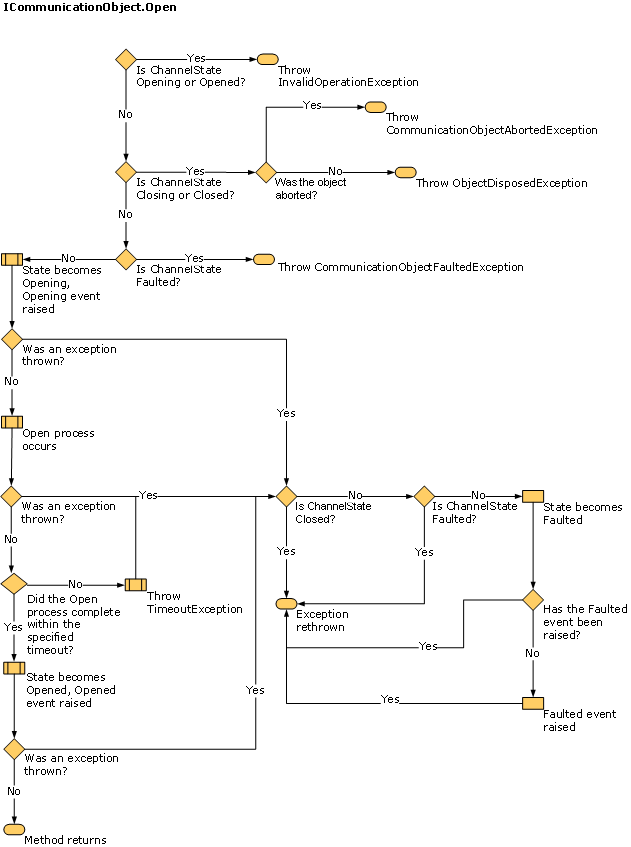 ICommunicationObject.Open
Yes
Is ChannelState
Opening or Opened?
Throw
InvalidOperationException
No
Yes
Throw
CommunicationObjectAbortedException
Yes
Is ChannelState
Closing or Closed?
No
Was the object
aborted?
Throw ObjectDisposedException
No
No
Yes
State becomes
Opening,
Opening event
raised
Is ChannelState
Faulted?
Throw CommunicationObjectFaultedException
Was an exception
thrown?
No
Yes
Open process
occurs
Was an exception
thrown?
Yes
Is ChannelState
Closed?
No
Is ChannelState
Faulted?
No
State becomes
Faulted
No
Yes
Yes
Did the Open
process complete
within the
specified
timeout?
No
Throw
TimeoutException
Exception
rethrown
Has the Faulted
event been
raised?
Yes
Yes
No
State becomes
Opened, Opened
event raised
Yes
Yes
Faulted event
raised
Was an exception
thrown?
No
Method returns